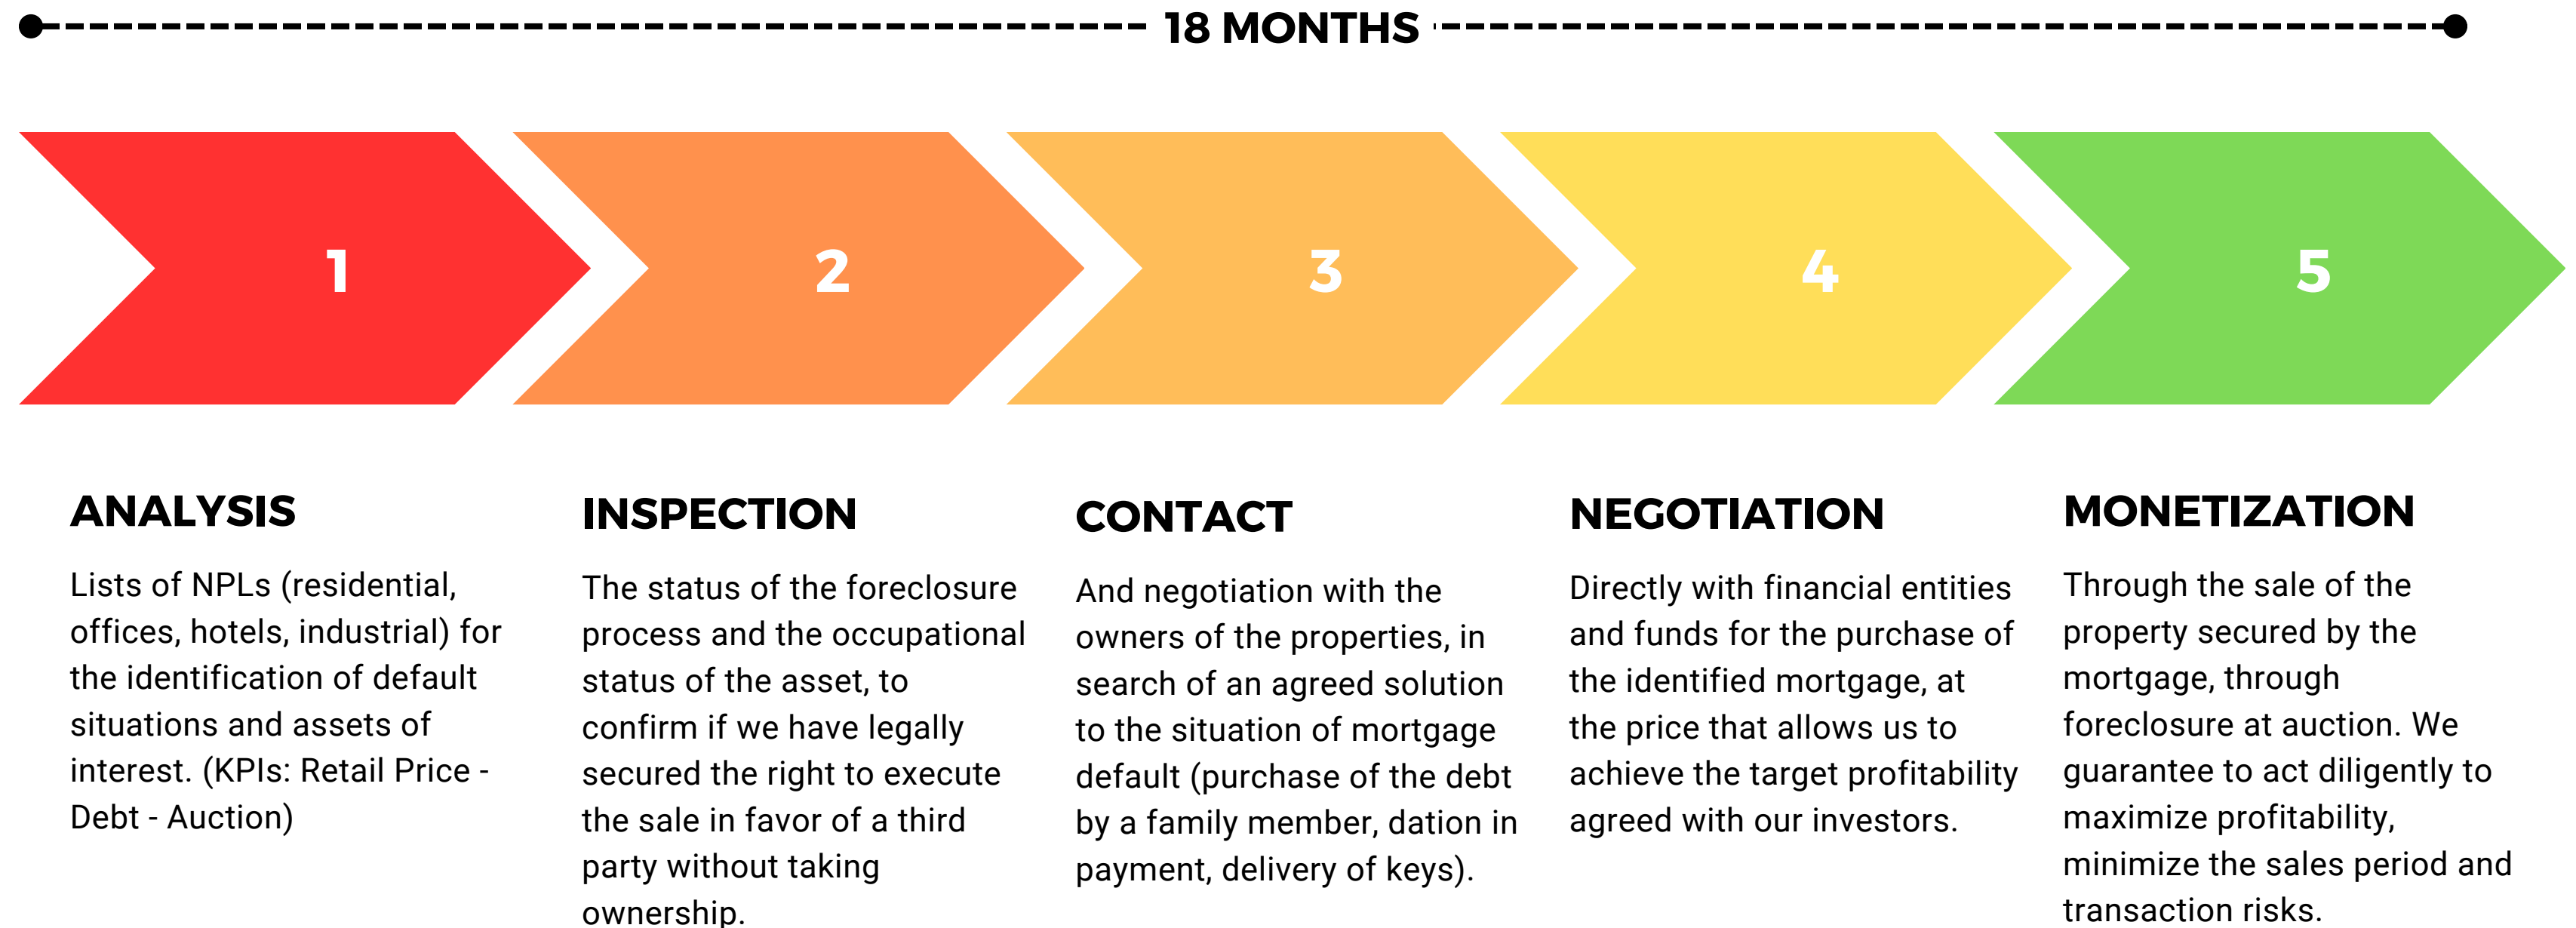 18 MONTHS
1
2
3
4
5
ANALYSIS
Lists of NPLs (residential,
offices, hotels, industrial) for
the identification of default
situations and assets of
interest. (KPIs: Retail Price -
Debt - Auction)
INSPECTION
The status of the foreclosure
process and the occupational
status of the asset, to
confirm if we have legally
secured the right to execute
the sale in favor of a third
party without taking
ownership.
CONTACT
And negotiation with the
owners of the properties, in
search of an agreed solution
to the situation of mortgage
default (purchase of the debt
by a family member, dation in
payment, delivery of keys).
NEGOTIATION
Directly with financial entities
and funds for the purchase of
the identified mortgage, at
the price that allows us to
achieve the target profitability
agreed with our investors.
MONETIZATION
Through the sale of the
property secured by the
mortgage, through
foreclosure at auction. We
guarantee to act diligently to
maximize profitability,
minimize the sales period and
transaction risks.